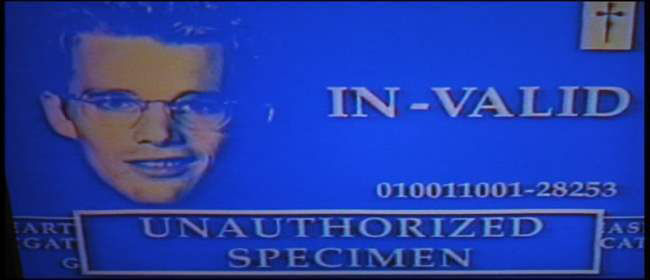 IN-VALID
010011001-28253
UNAUTHORIZED
SPECIMEN